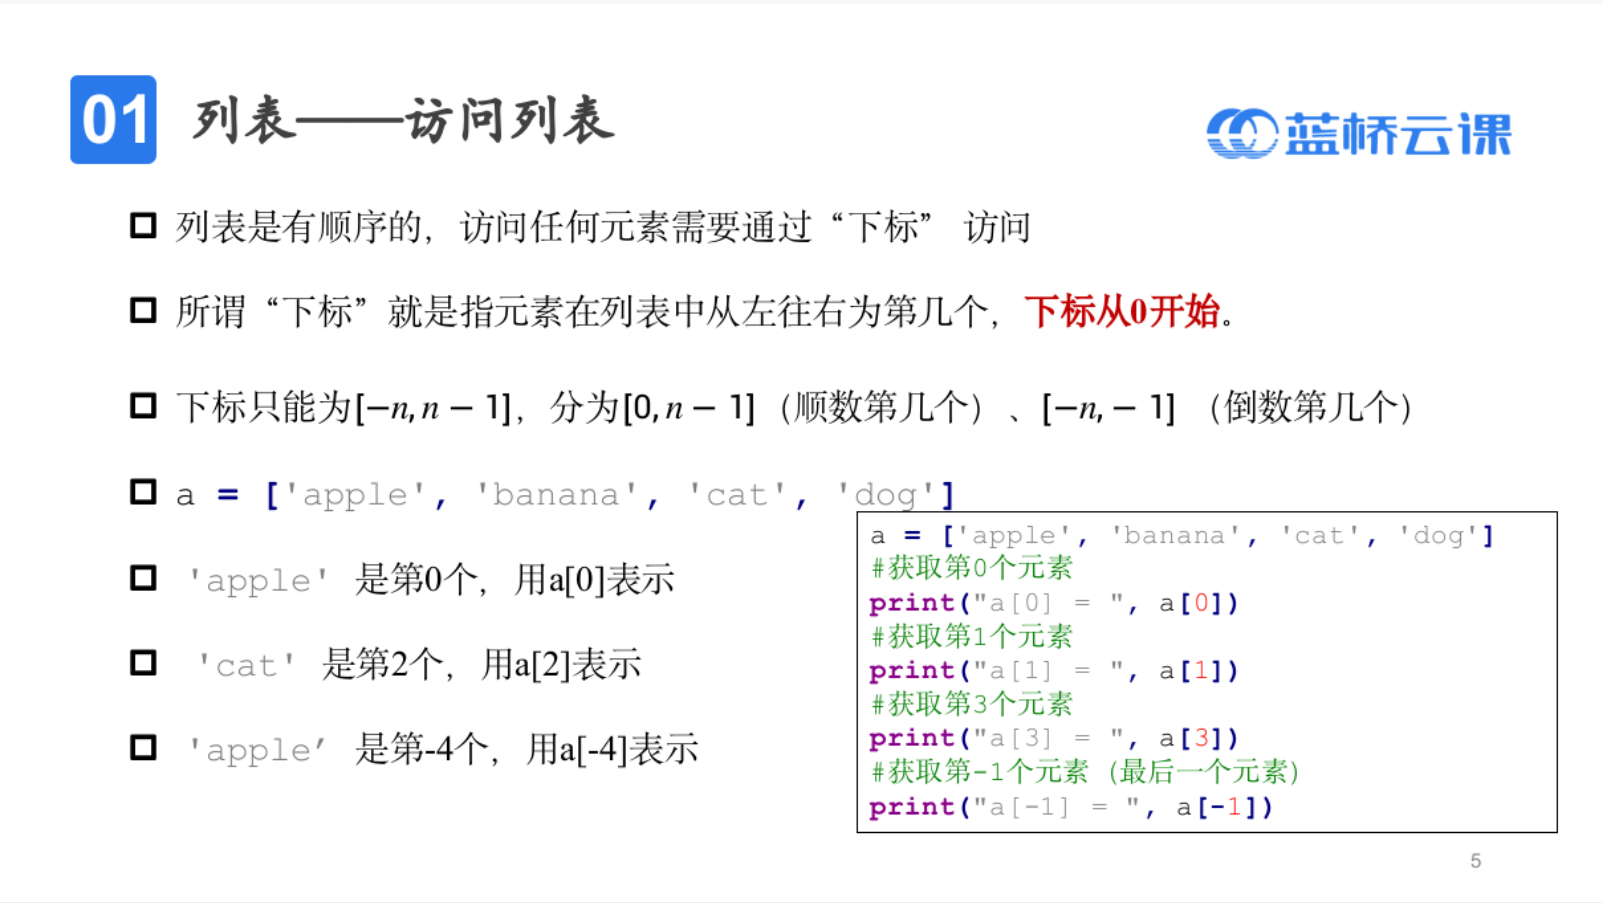 01 列表——访问列表
蓝桥云课
列表是有顺序的，访问任何元素需要通过“下标” 访问
所谓“下标”就是指元素在列表中从左往右为第几个，下标从0开始。
下标只能为[−n, n − 1]，分为[0, n − 1]（顺数第几个）、[−n, − 1] （倒数第几个）
a = ['apple', 'banana', 'cat', 'dog']
'apple' 是第0个，用a[0]表示
'cat' 是第2个，用a[2]表示
'apple’ 是第-4个，用a[-4]表示
a = ['apple', 'banana', 'cat', 'dog']
#获取第0个元素
print("a[0] = ", a[0])
#获取第1个元素
print("a[1] = ", a[1])
#获取第3个元素
print("a[3] = ", a[3])
#获取第-1个元素（最后一个元素）
print("a[-1] = ", a[-1])
5